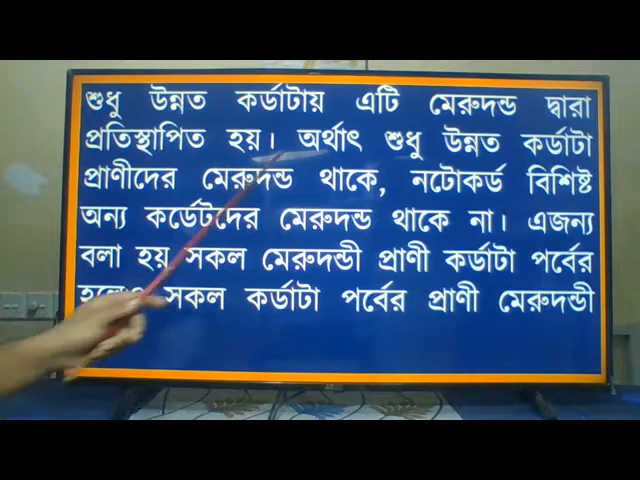 শুধু উন্নত কর্ডাটায় এটি মেরুদন্ড দ্বারা
প্রতিস্থাপিত হয়। অর্থাৎ শুধু উন্নত কর্ডাটা
প্রাণীদের মেরুদন্ড থাকে, নটোকর্ড বিশিষ্ট
অন্য কর্ডেটদের মেরুদন্ড থাকে না। এজন্য
বলা হয় সকল মেরুদন্ডী প্রাণী কর্ডাটা পর্বের
সকল কর্ডাটা পর্বের প্রাণী মেরুদন্ডী